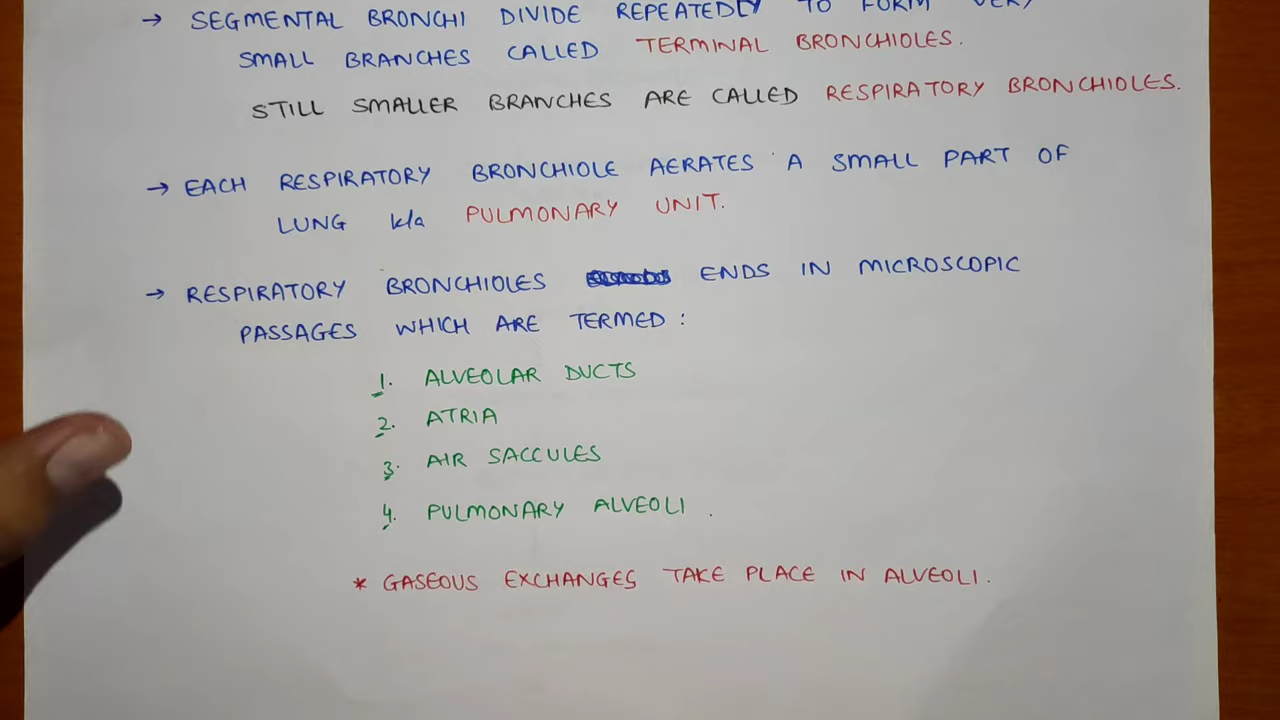 → SEGMENTAL BRONCHI DIVIDE REPEATEDLY TO FORM VERY
SMALL BRANCHES CALLED TERMINAL BRONCHIOLES.
STILL SMALLER BRANCHES ARE CALLED RESPIRATORY BRONCHIOLES.
→ EACH RESPIRATORY BRONCHIOLE AERATES A SMALL PART OF
LUNG k/a PULMONARY UNIT.
→ RESPIRATORY BRONCHIOLES ENDS IN MICROSCOPIC
PASSAGES WHICH ARE TERMED :
1. ALVEOLAR DUCTS
2. ATRIA
3. AIR SACCULES
4. PULMONARY ALVEOLI .
* GASEOUS EXCHANGES TAKE PLACE IN ALVEOLI.